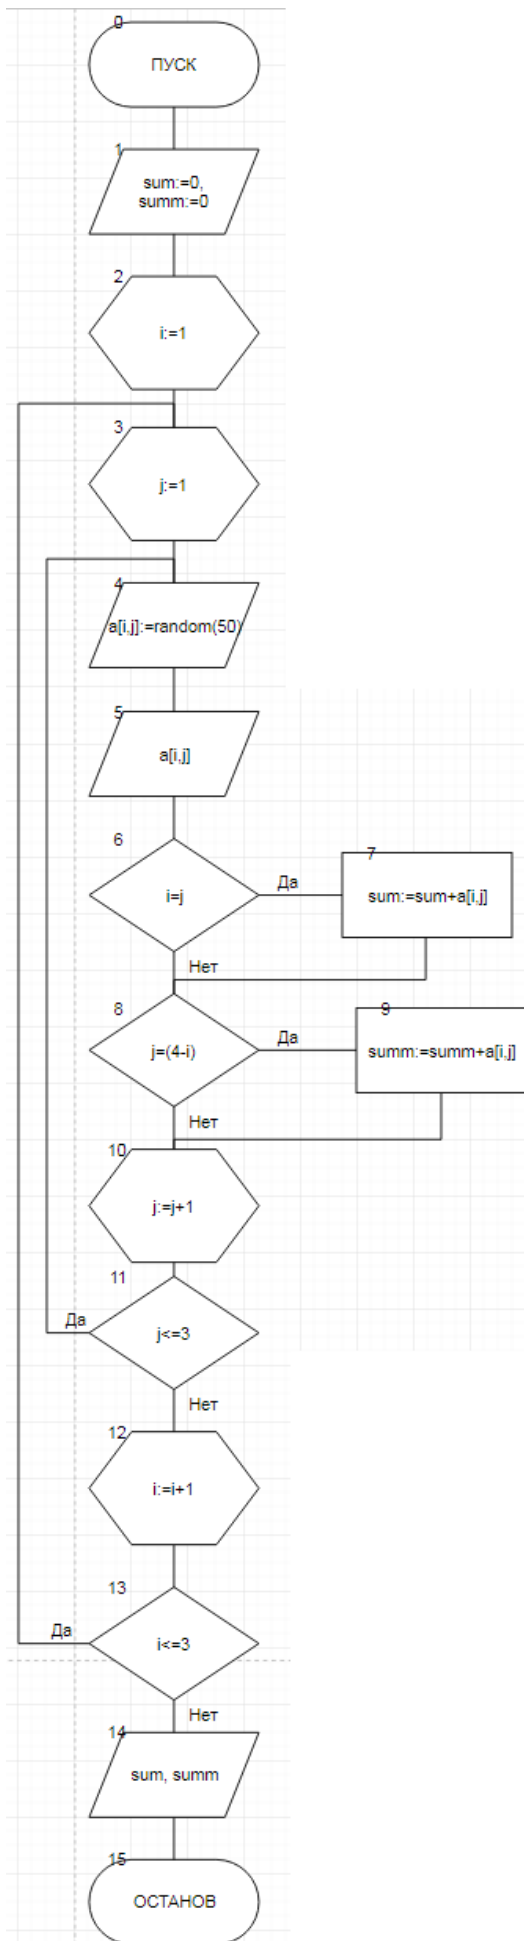 0
ПУСК
1
sum:=0,
summ:=0
2
i:=1
3
j:=1
4
a[i,j]:=random(50)
5
a[i,j]
6
i=j
Да
7
sum:=sum+a[i,j]
Нет
8
j=(4-i)
Да
9
summ:=summ+a[i,j]
Нет
10
j:=j+1
11
Да
j<=3
Нет
12
i:=i+1
13
Да
i<=3
Нет
14
sum, summ
15
ОСТАНОВ